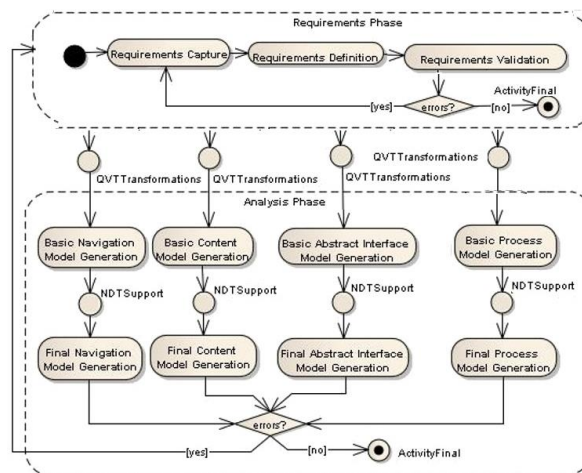 Requirements Phase
Requirements Capture
Requirements Definition
Requirements Validation
ActivityFinal
[yes]
errors?
[no]
QVTTransformations
QVTTransformations
QVTTransformations
QVTTransformations
Analysis Phase
Basic Navigation
Model Generation
Basic Content
Model Generation
Basic Abstract Interface
Model Generation
Basic Process
Model Generation
NDTSupport
NDTSupport
NDTSupport
NDTSupport
Final Navigation
Model Generation
Final Content
Model Generation
Final Abstract Interface
Model Generation
Final Process
Model Generation
errors?
[yes]
[no]
ActivityFinal